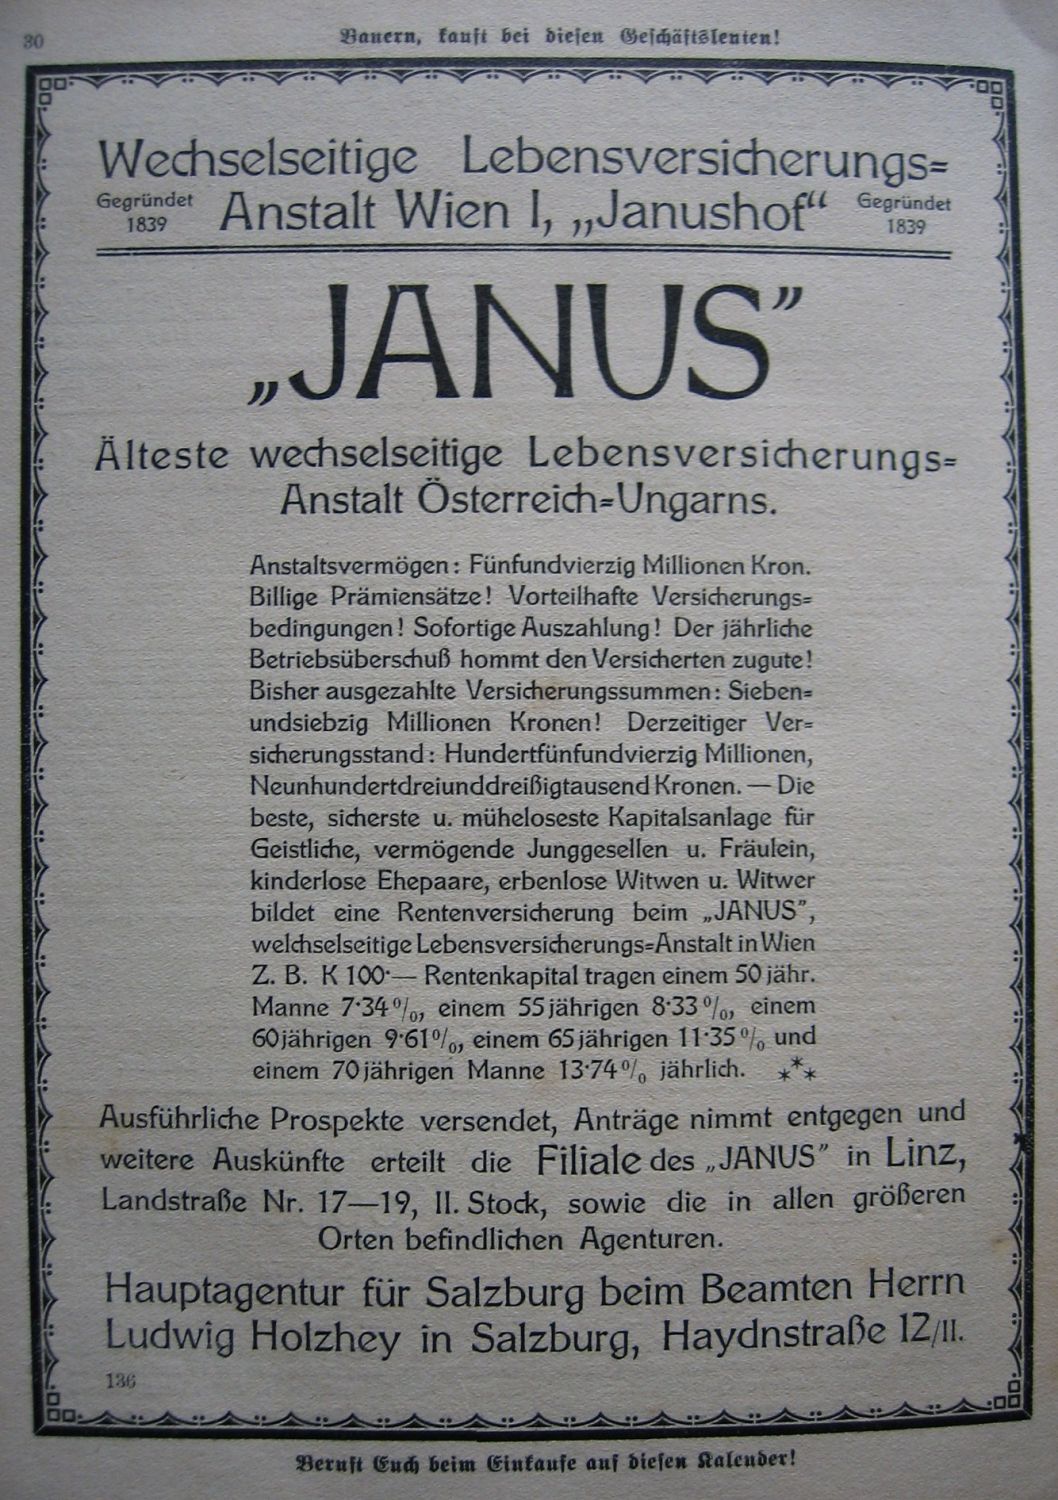 30
Bauern, kauft bei diesen Geschäftsleuten!
Wechselseitige Lebensversicherungs=
Gegründet 1839 Anstalt Wien I, „Janushof“ Gegründet 1839
„JANUS”
Älteste wechselseitige Lebensversicherungs=
Anstalt Österreich=Ungarns.
Anstaltsvermögen: Fünfundvierzig Millionen Kron.
Billige Prämiensätze! Vorteilhafte Versicherungs=
bedingungen! Sofortige Auszahlung! Der jährliche
Betriebsüberschuß hommt den Versicherten zugute!
Bisher ausgezahlte Versicherungssummen: Sieben=
undsiebzig Millionen Kronen! Derzeitiger Ver=
sicherungsstand: Hundertfünfundvierzig Millionen,
Neunhundertdreiunddreißigtausend Kronen. — Die
beste, sicherste u. müheloseste Kapitalsanlage für
Geistliche, vermögende Junggesellen u. Fräulein,
kinderlose Ehepaare, erbenlose Witwen u. Witwer
bildet eine Rentenversicherung beim „JANUS”,
welchselseitige Lebensversicherungs=Anstalt in Wien
Z. B. K 100·— Rentenkapital tragen einem 50 jähr.
Manne 7·34 %, einem 55 jährigen 8·33 %, einem
60 jährigen 9·61 %, einem 65 jährigen 11·35 % und
einem 70 jährigen Manne 13·74 % jährlich. ***
Ausführliche Prospekte versendet, Anträge nimmt entgegen und
weitere Auskünfte erteilt die Filiale des „JANUS” in Linz,
Landstraße Nr. 17—19, II. Stock, sowie die in allen größeren
Orten befindlichen Agenturen.
Hauptagentur für Salzburg beim Beamten Herrn
Ludwig Holzhey in Salzburg, Haydnstraße 12/II.
136
Beruft Euch beim Einkaufe auf diesen Kalender!